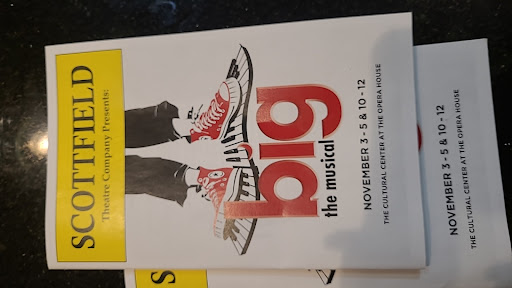 SCOTTFIELD
Theatre Company Presents:
big
the musical
NOVEMBER 3 - 5 & 10 - 12
THE CULTURAL CENTER AT THE OPERA HOUSE
S
NOVEMBER 3 - 5 & 10 - 12
THE CULTURAL CENTER AT THE OPERA HOUSE